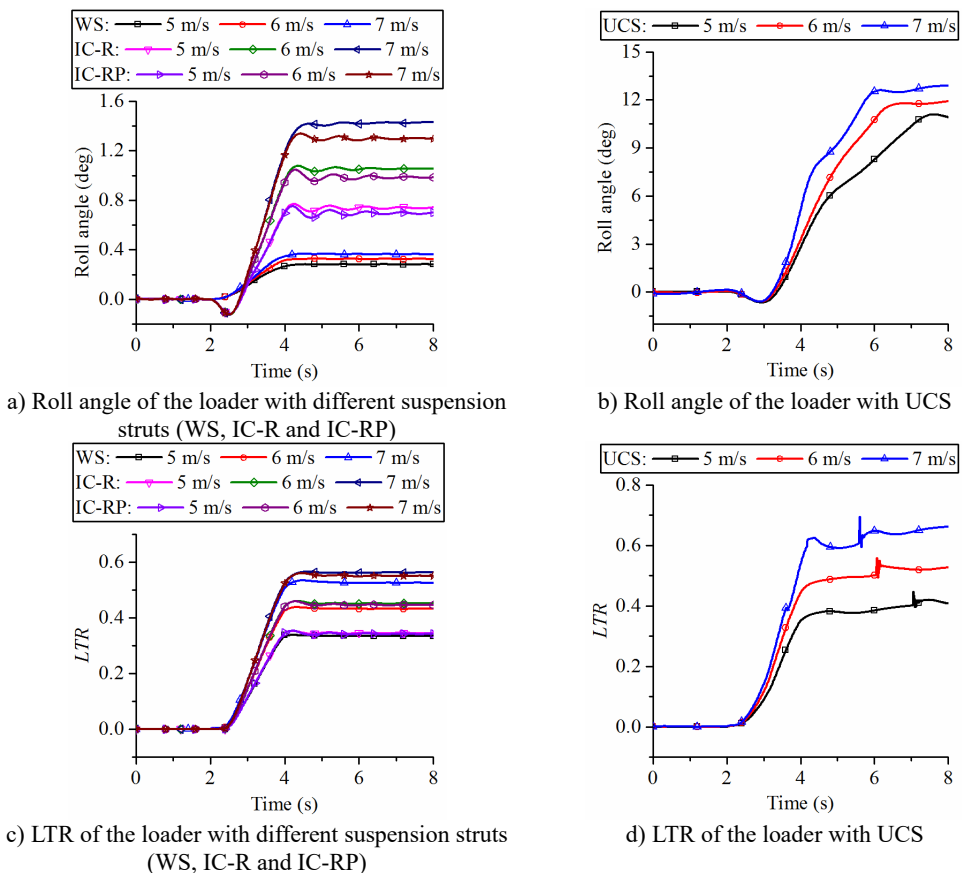 WS: 5 m/s 6 m/s 7 m/s
IC-R: 5 m/s 6 m/s 7 m/s
IC-RP: 5 m/s 6 m/s 7 m/s
1.6
1.2
0.8
0.4
0.0
Roll angle (deg)
0 2 4 6 8
Time (s)
UCS: 5 m/s 6 m/s 7 m/s
15
12
9
6
3
0
Roll angle (deg)
0 2 4 6 8
Time (s)
a) Roll angle of the loader with different suspension
struts (WS, IC-R and IC-RP)
b) Roll angle of the loader with UCS
WS: 5 m/s 6 m/s 7 m/s
IC-R: 5 m/s 6 m/s 7 m/s
IC-RP: 5 m/s 6 m/s 7 m/s
0.6
0.4
0.2
0.0
LTR
0 2 4 6 8
Time (s)
UCS: 5 m/s 6 m/s 7 m/s
0.8
0.6
0.4
0.2
0.0
LTR
0 2 4 6 8
Time (s)
c) LTR of the loader with different suspension struts
(WS, IC-R and IC-RP)
d) LTR of the loader with UCS